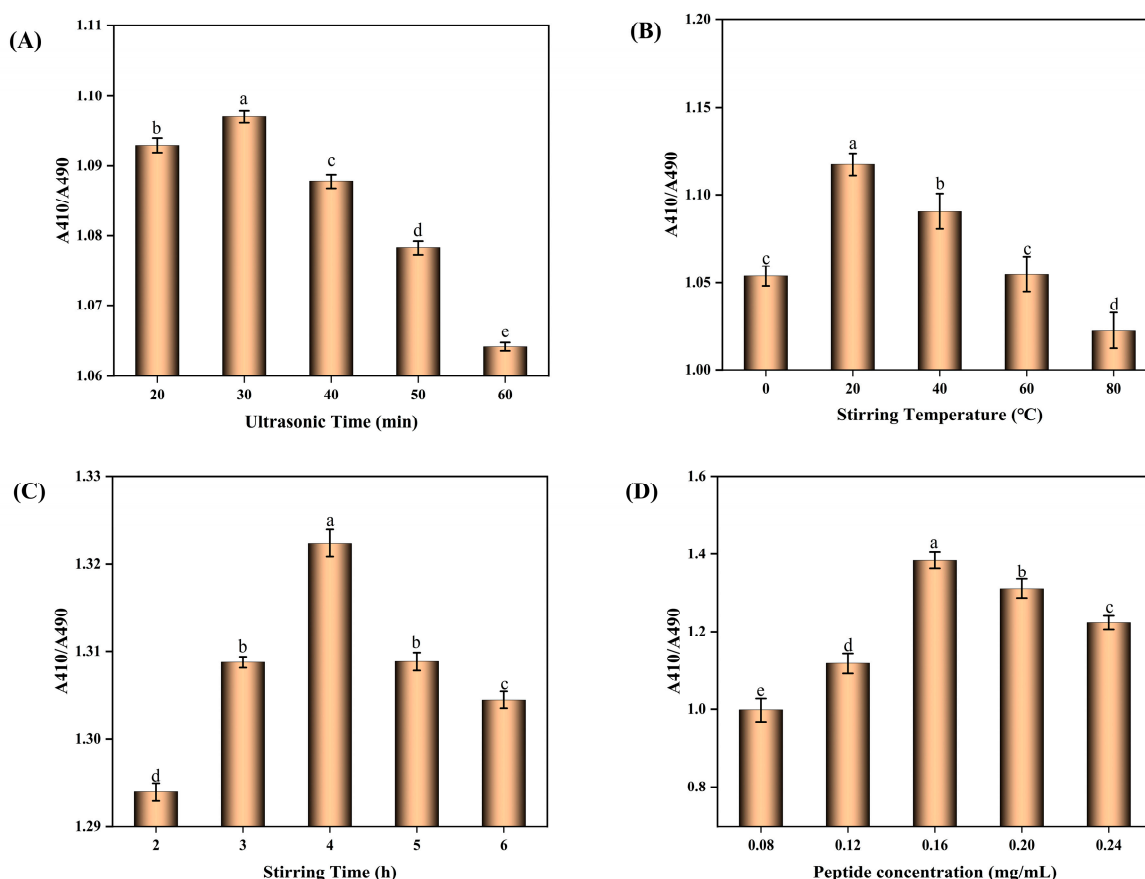 (A)
1.11
1.10
1.09
1.08
1.07
1.06
A410/A490
b
a
c
d
e
20 30 40 50 60
Ultrasonic Time (min)
(B)
1.20
1.15
1.10
1.05
1.00
A410/A490
c
a
b
c
d
0 20 40 60 80
Stirring Temperature (℃)
(C)
1.33
1.32
1.31
1.30
1.29
A410/A490
d
b
a
b
c
2 3 4 5 6
Stirring Time (h)
(D)
1.6
1.4
1.2
1.0
0.8
A410/A490
e
d
a
b
c
0.08 0.12 0.16 0.20 0.24
Peptide concentration (mg/mL)